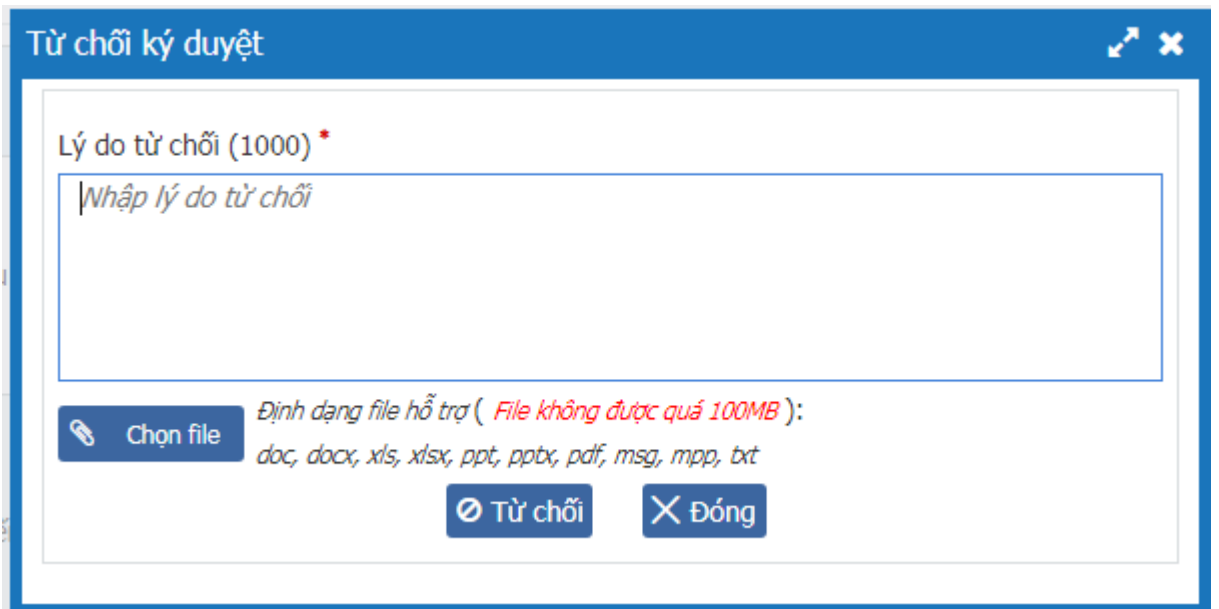 Từ chối ký duyệt
Lý do từ chối (1000) *
Nhập lý do từ chối
Chọn file
Định dạng file hỗ trợ ( File không được quá 100MB ):
doc, docx, xls, xlsx, ppt, pptx, pdf, msg, mpp, txt
Từ chối
Đóng